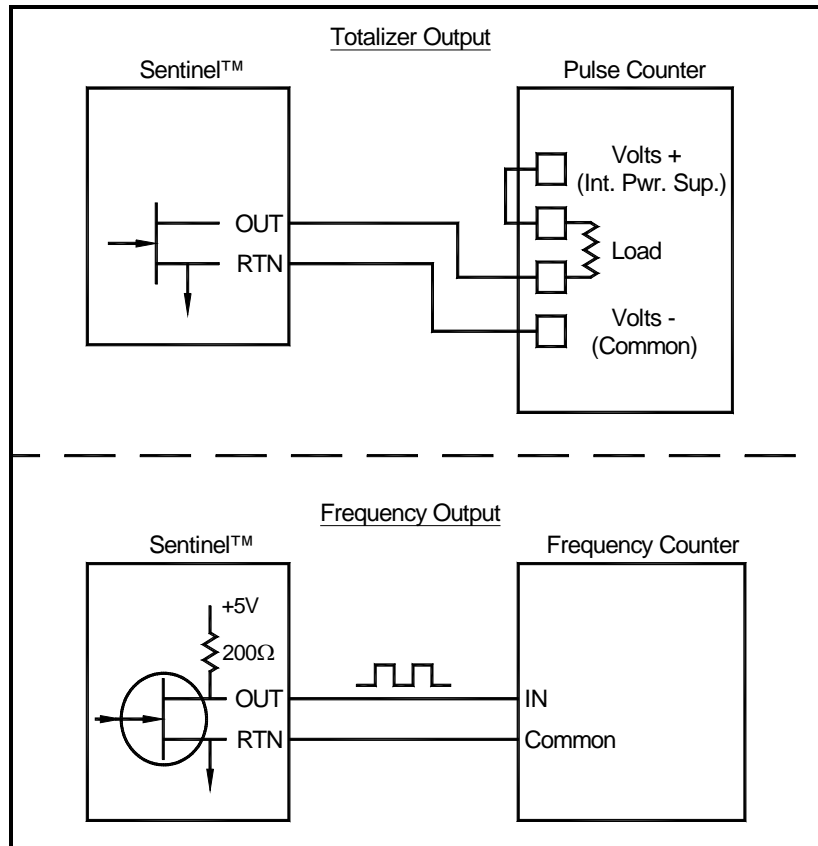 Totalizer Output
Sentinel™
Pulse Counter
Volts +
(Int. Pwr. Sup.)
OUT
RTN
Load
Volts -
(Common)
Frequency Output
Sentinel™
Frequency Counter
+5V
200Ω
OUT
IN
RTN
Common